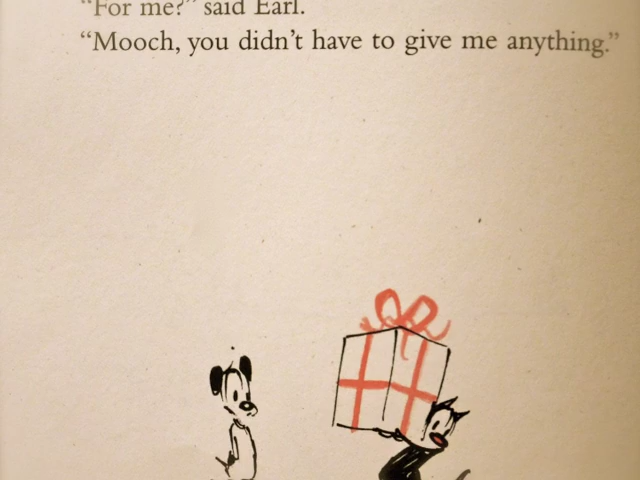 “For me?” said Earl.
“Mooch, you didn’t have to give me anything.”